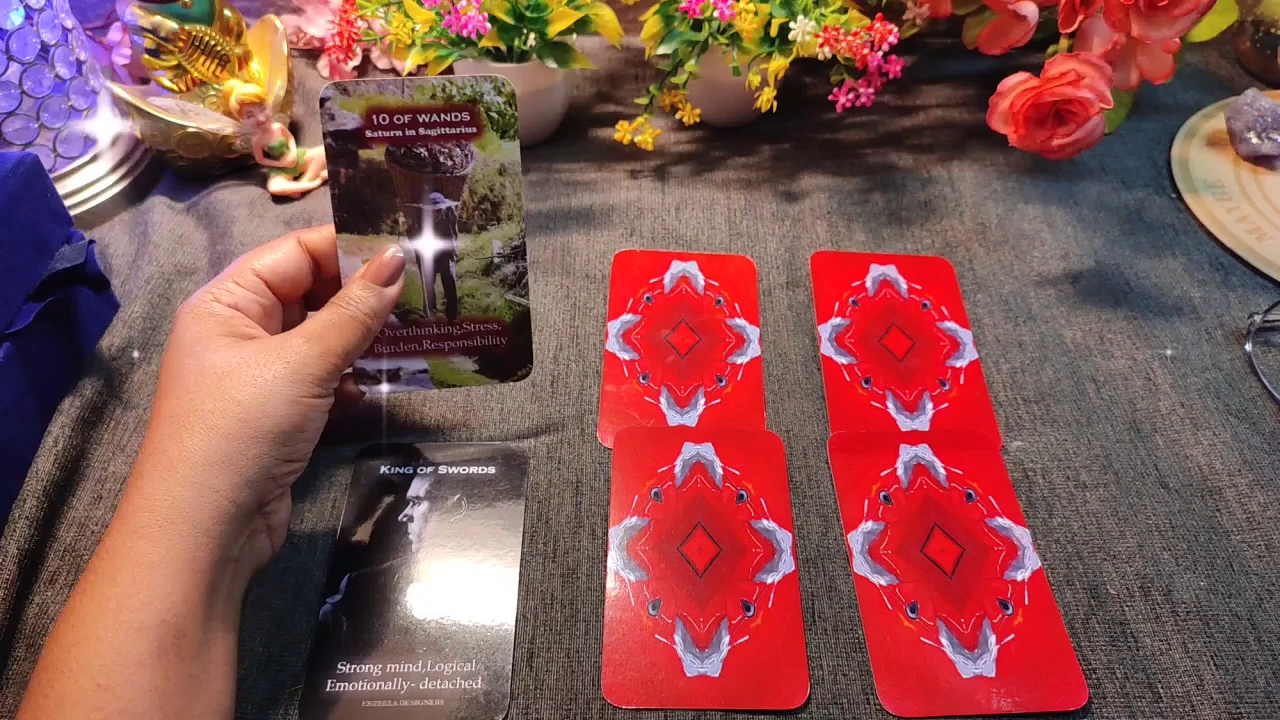 10 OF WANDS
Saturn in Sagittarius
Overthinking,Stress,
Burden,Responsibility
KING OF SWORDS
Strong mind,Logical
Emotionally- detached
ESTRELLA DESIGNERS